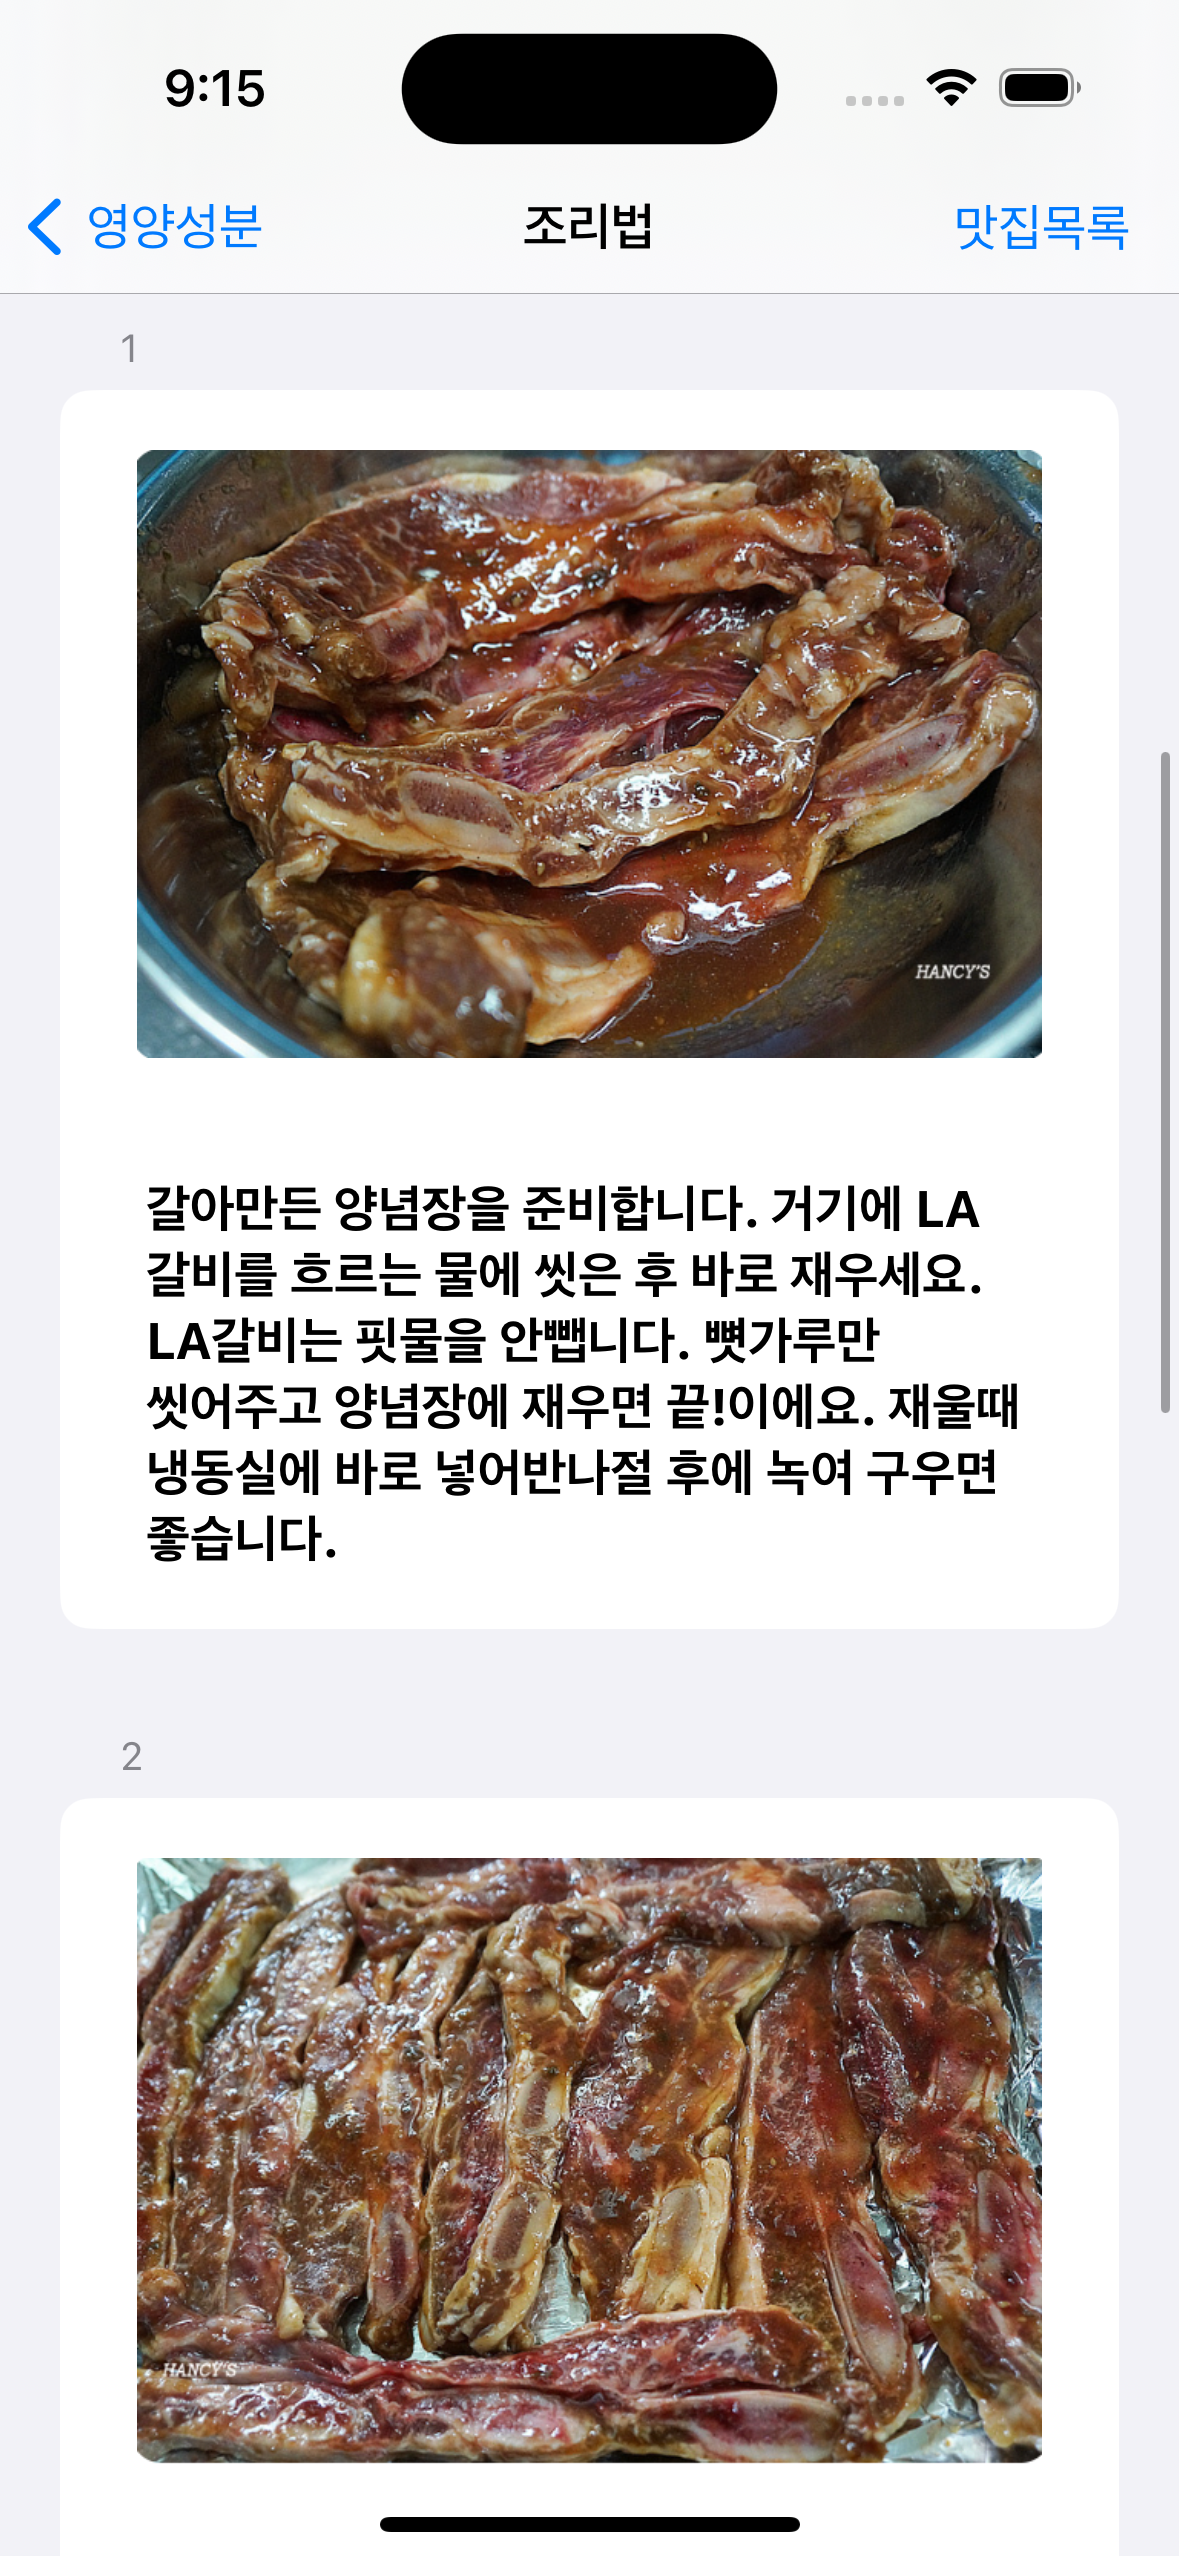 9:15
영양성분
조리법
맛집목록
1
HANCY'S
갈아만든 양념장을 준비합니다. 거기에 LA
갈비를 흐르는 물에 씻은 후 바로 재우세요.
LA갈비는 핏물을 안뺍니다. 뼛가루만
씻어주고 양념장에 재우면 끝!이에요. 재울때
냉동실에 바로 넣어반나절 후에 녹여 구우면
좋습니다.
2
HANCY'S